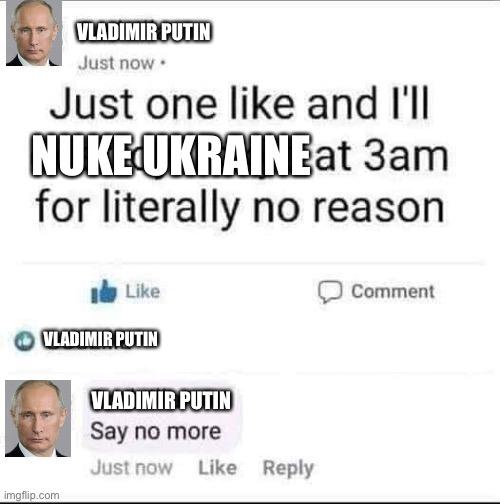 VLADIMIR PUTIN
Just now ·
Just one like and I'll
NUKE UKRAINE at 3am
for literally no reason
Like
Comment
VLADIMIR PUTIN
VLADIMIR PUTIN
Say no more
Just now Like Reply
imgflip.com